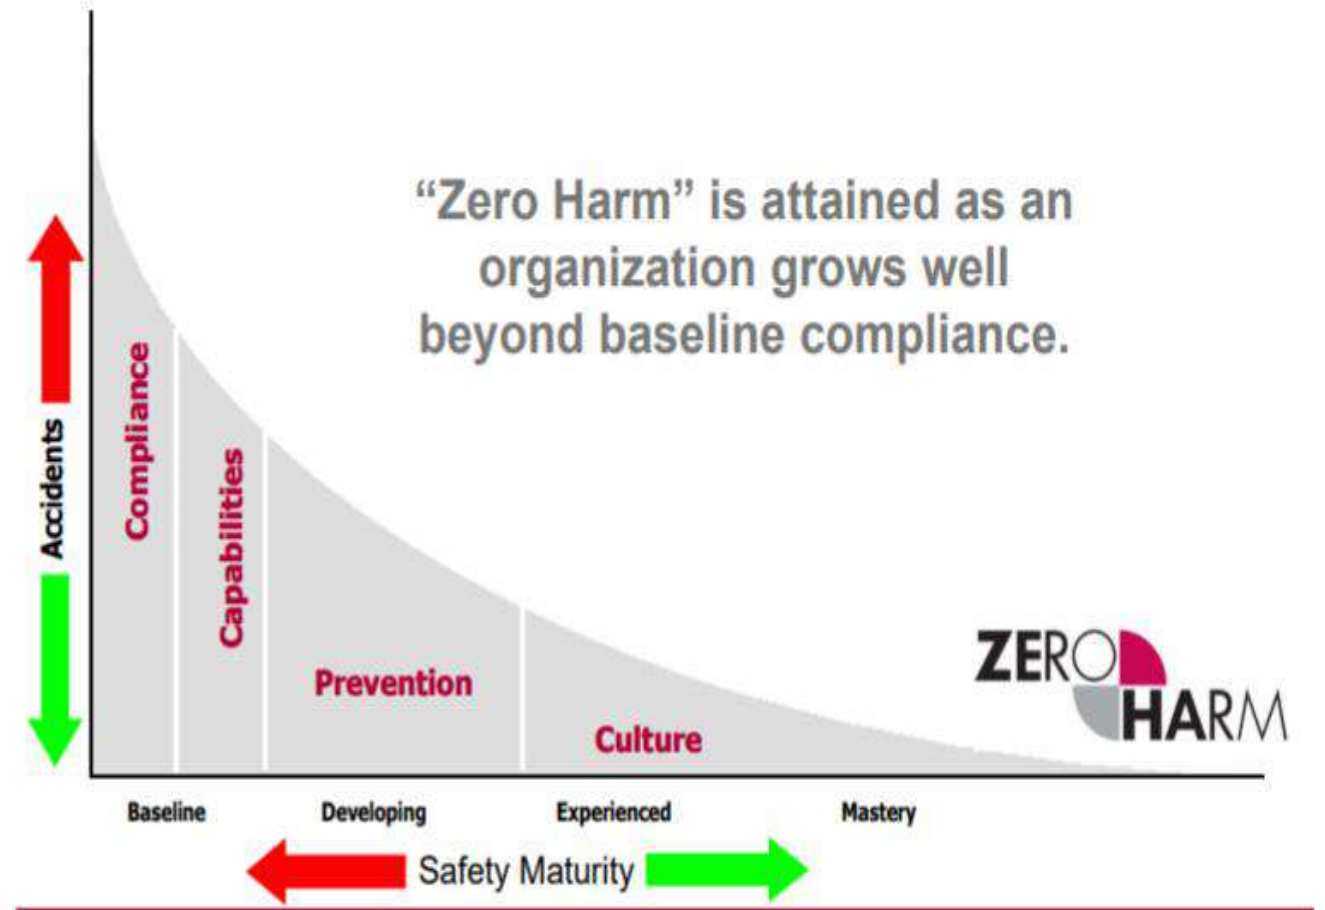 “Zero Harm” is attained as an
organization grows well
beyond baseline compliance.
Accidents
Compliance
Capabilities
Prevention
Culture
ZERO
HARM
Baseline
Developing
Experienced
Mastery
Safety Maturity